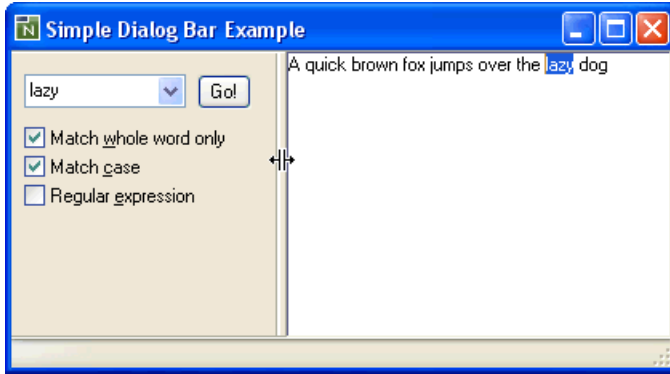 Simple Dialog Bar Example
lazy
Go!
Match whole word only
Match case
Regular expression
A quick brown fox jumps over the lazy dog